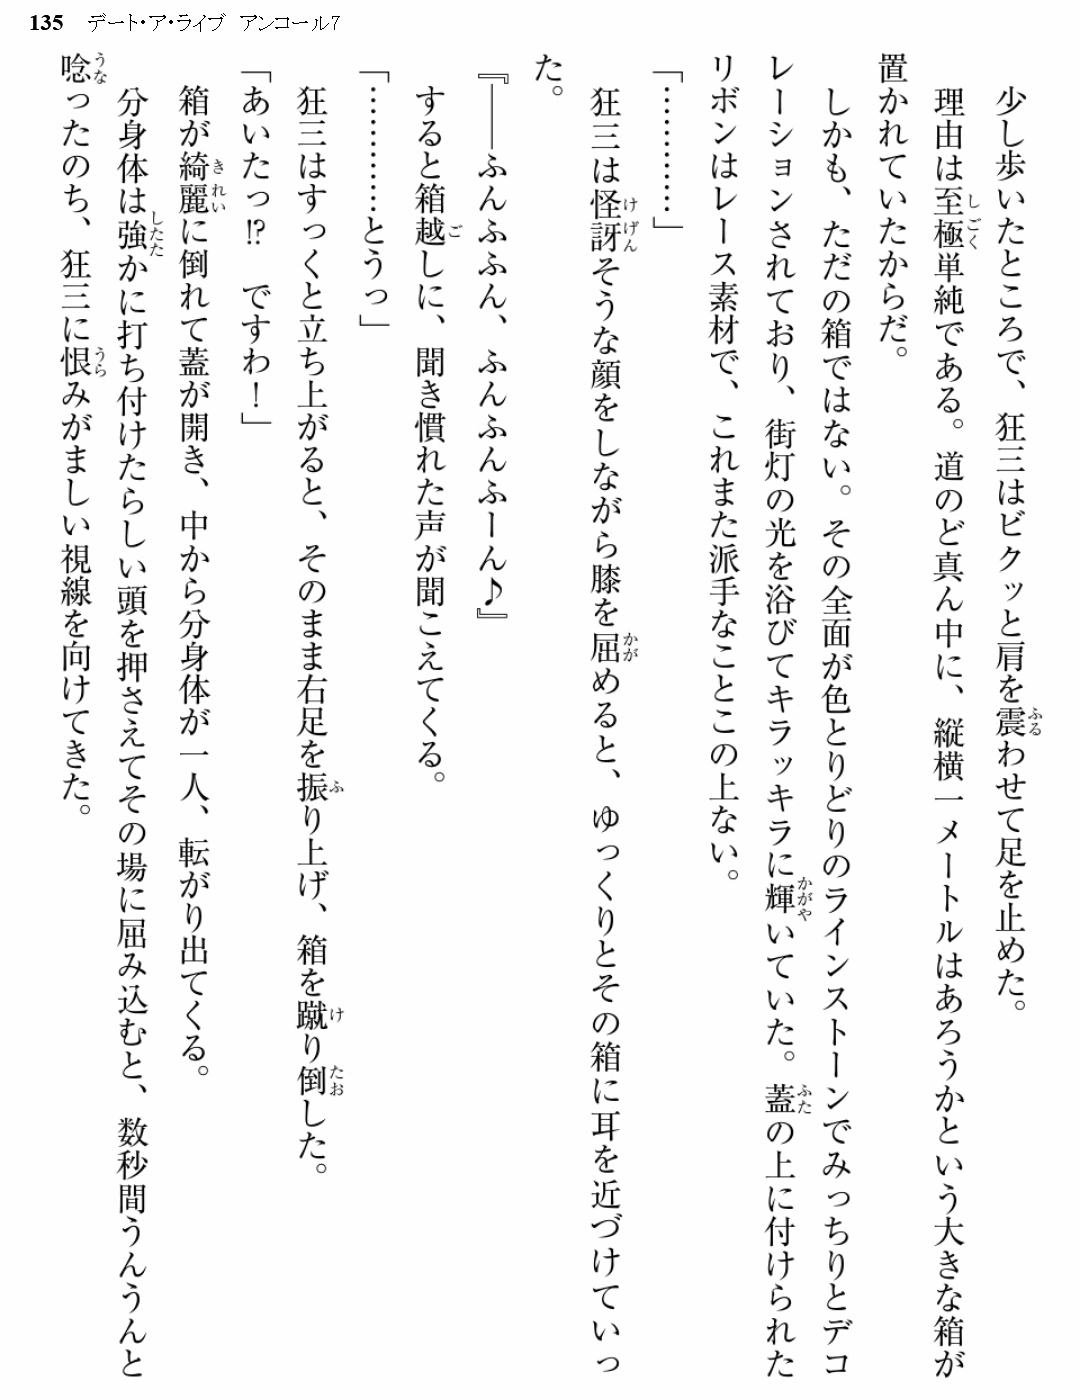 135 デート・ア・ライブ アンコール7
少し歩いたところで、狂三はビクッと肩を震わせて足を止めた。
理由は至極単純である。道のど真ん中に、縦横一メートルはあろうかという大きな箱が
置かれていたからだ。
しかも、ただの箱ではない。その全面が色とりどりのラインストーンでみっちりとデコ
レーションされており、街灯の光を浴びてキラッキラに輝いていた。蓋の上に付けられた
リボンはレース素材で、これまた派手なことこの上ない。
「…………」
狂三は怪訝そうな顔をしながら膝を屈めると、ゆっくりとその箱に耳を近づけていっ
た。
『――ふんふふん、ふんふんふーん♪』
すると箱越しに、聞き慣れた声が聞こえてくる。
「…………とうっ」
狂三はすっくと立ち上がると、そのまま右足を振り上げ、箱を蹴り倒した。
「あいたっ!?　ですわ！」
箱が綺麗に倒れて蓋が開き、中から分身体が一人、転がり出てくる。
分身体は強かに打ち付けたらしい頭を押さえてその場に屈み込むと、数秒間うんうんと
唸ったのち、狂三に恨みがましい視線を向けてきた。